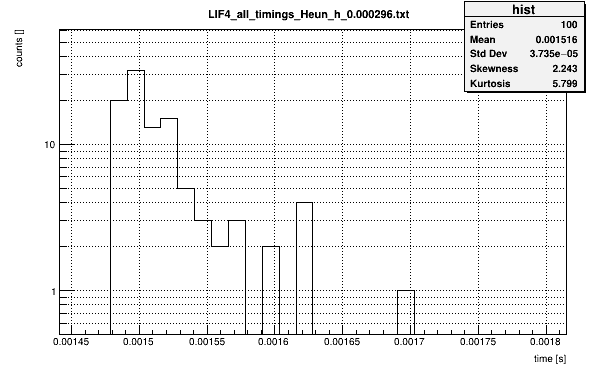 LIF4_all_timings_Heun_h_0.000296.txt
hist
Entries 100
Mean 0.001516
Std Dev 3.735e−05
Skewness 2.243
Kurtosis 5.799
counts []
10
1
0.00145 0.0015 0.00155 0.0016 0.00165 0.0017 0.00175 0.0018
time [s]